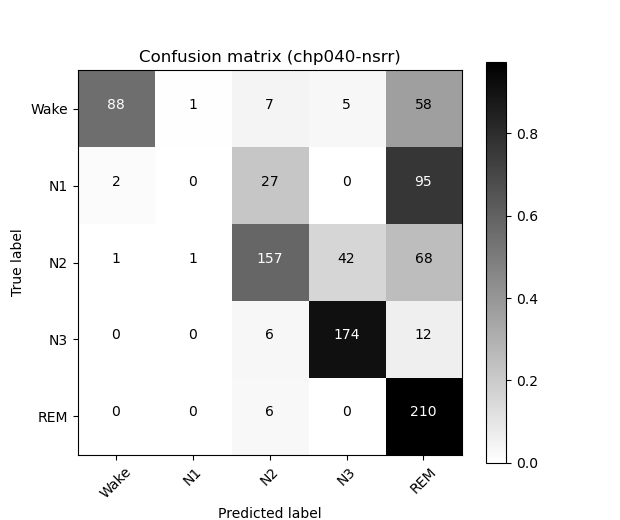 Confusion matrix (chp040-nsrr)
Wake 88 1 7 5 58
N1 2 0 27 0 95
N2 1 1 157 42 68
N3 0 0 6 174 12
REM 0 0 6 0 210
Wake N1 N2 N3 REM
Predicted label
True label
0.8
0.6
0.4
0.2
0.0